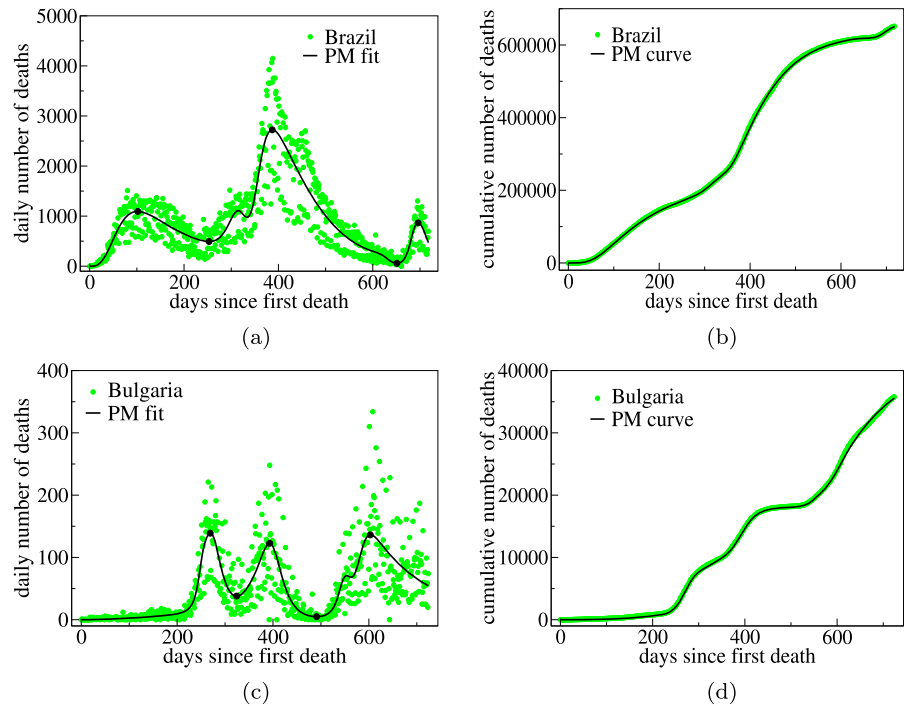 5000
4000
3000
2000
1000
0
daily number of deaths
Brazil
PM fit
0 200 400 600
days since first death
(a)
600000
400000
200000
0
cumulative number of deaths
Brazil
PM curve
0 200 400 600
days since first death
(b)
400
300
200
100
0
daily number of deaths
Bulgaria
PM fit
0 200 400 600
days since first death
(c)
40000
30000
20000
10000
0
cumulative number of deaths
Bulgaria
PM curve
0 200 400 600
days since first death
(d)